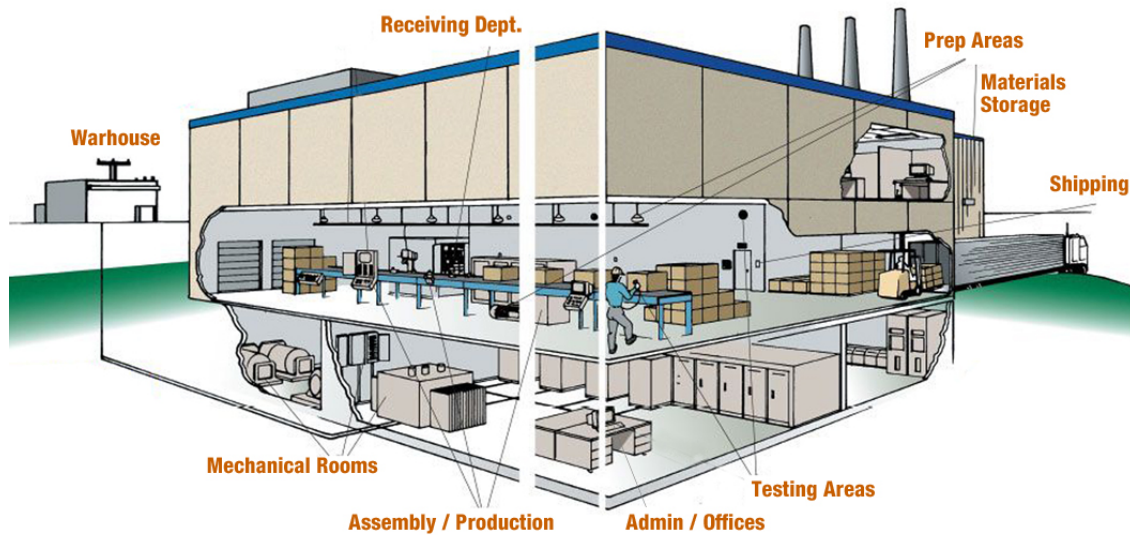 Receiving Dept.
Prep Areas
Materials
Storage
Warhouse
Shipping
Mechanical Rooms
Testing Areas
Assembly / Production
Admin / Offices